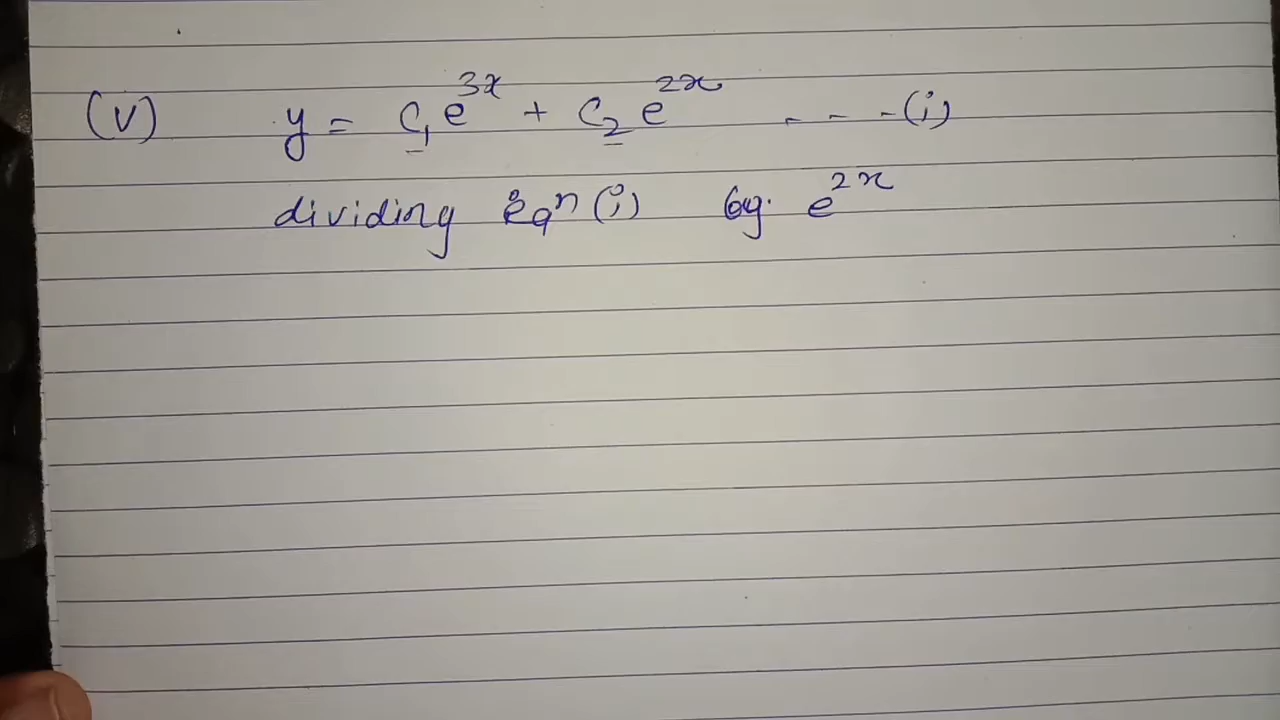 (V) y = C₁e^{3x} + C₂e^{2x} - - - (i)
dividing eqⁿ (i) by. e^{2x}